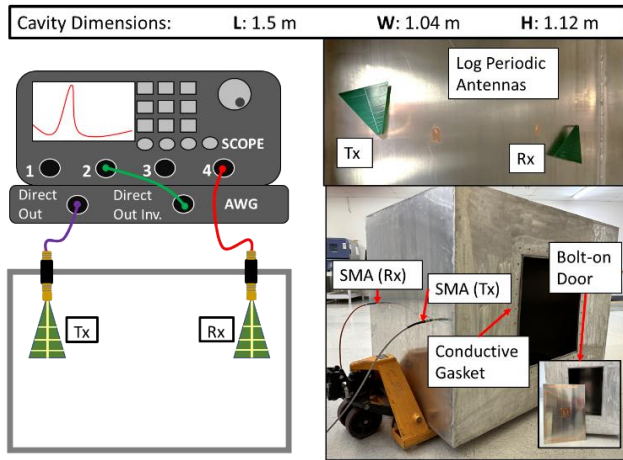 Cavity Dimensions: L: 1.5 m W: 1.04 m H: 1.12 m
SCOPE
1 2 3 4
Direct Out
Direct Out Inv.
AWG
Tx
Rx
Log Periodic
Antennas
Tx
Rx
SMA (Rx)
SMA (Tx)
Bolt-on
Door
Conductive
Gasket